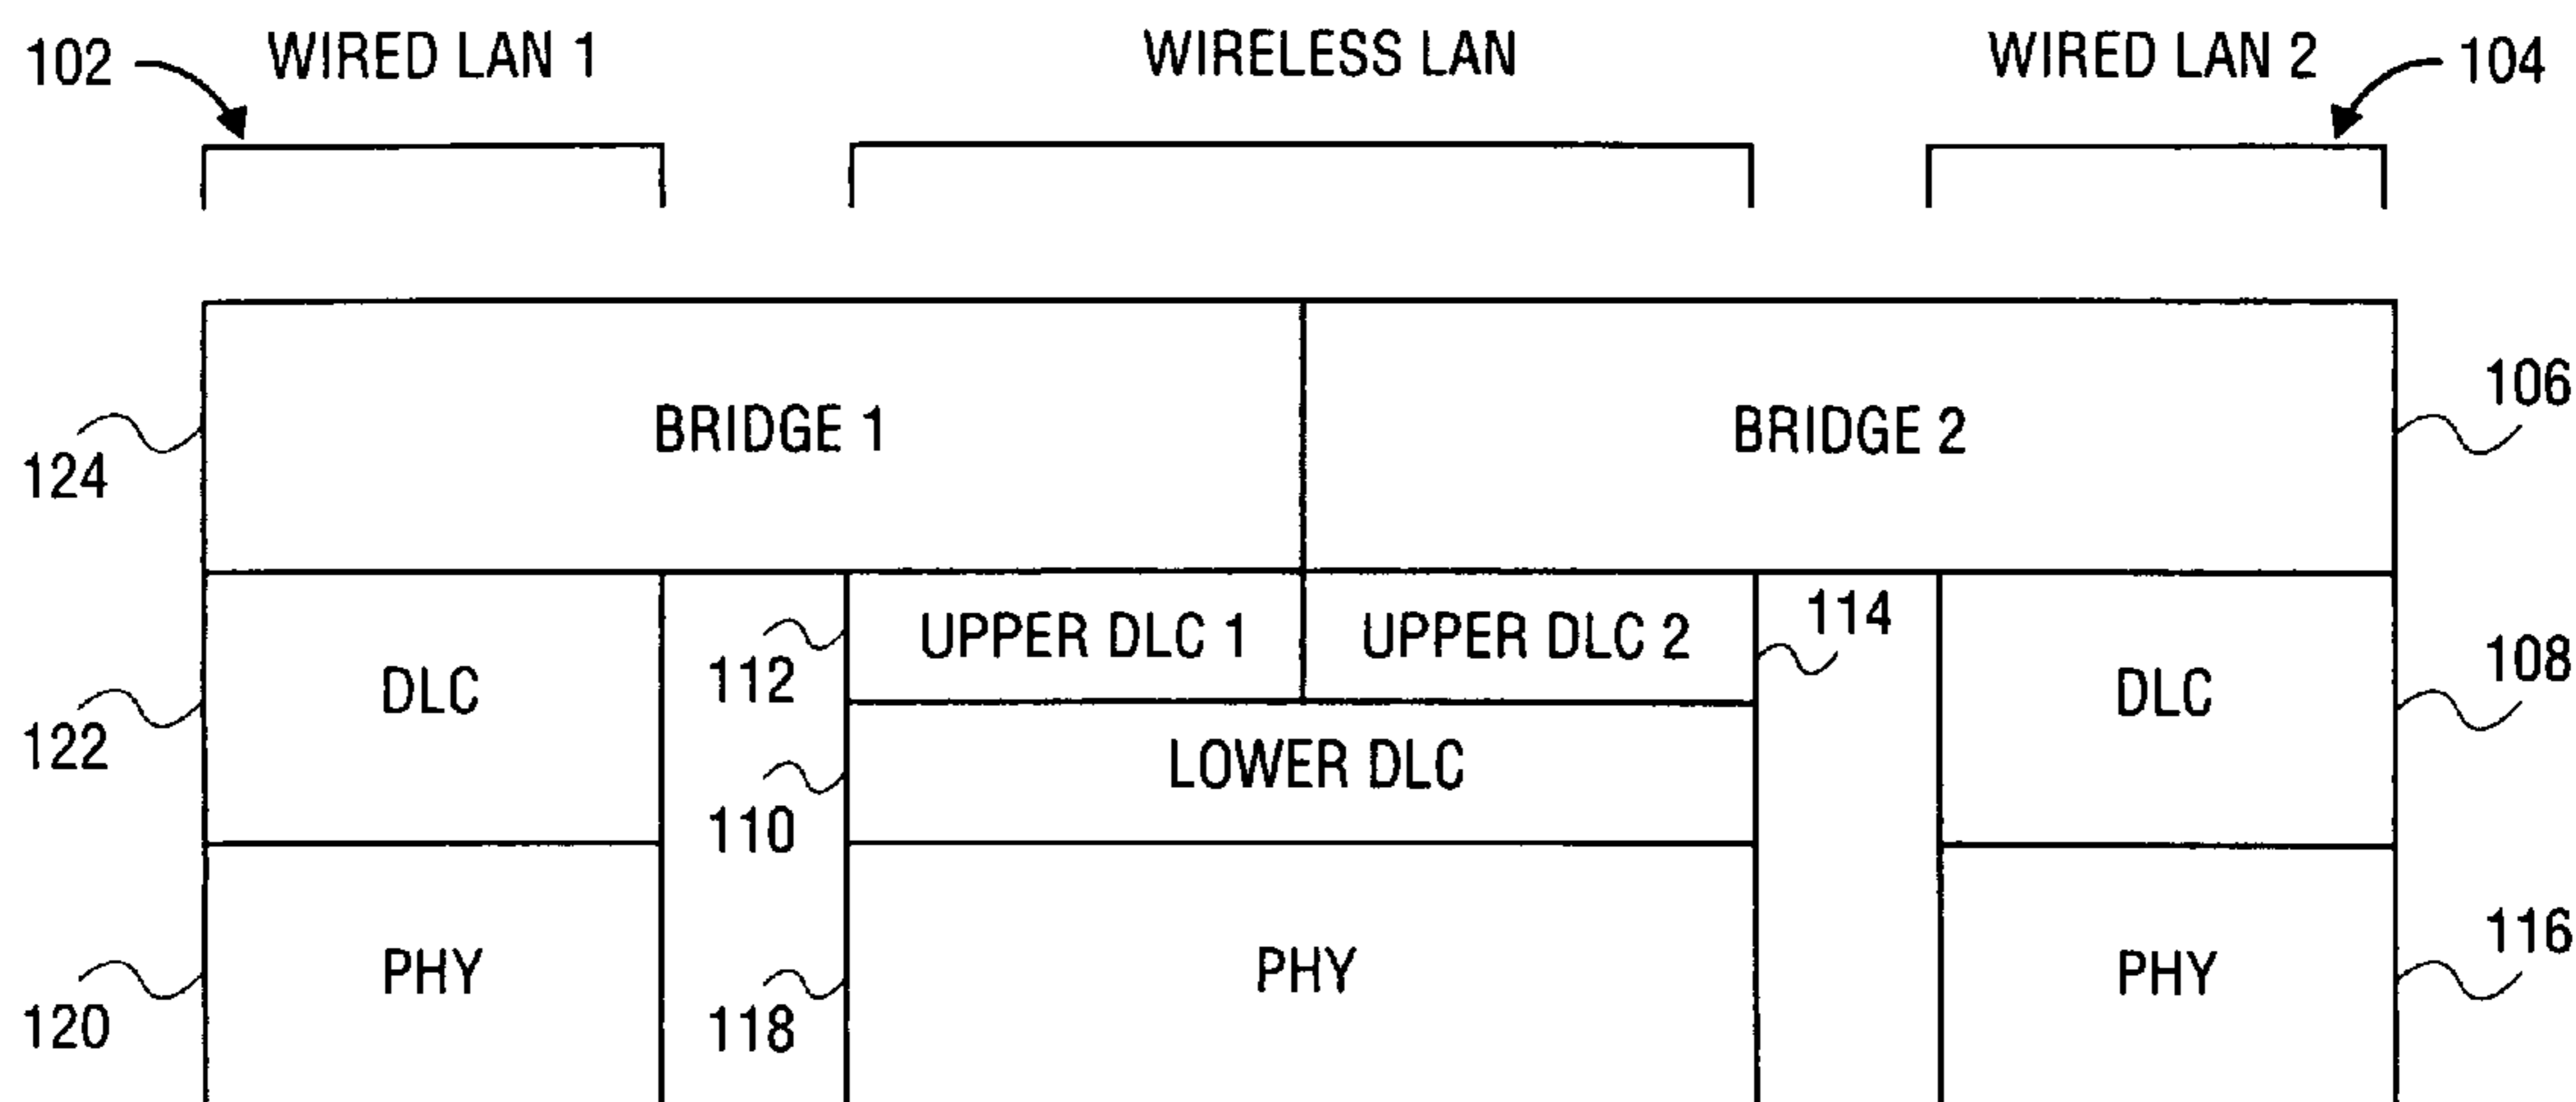 102 WIRED LAN 1 WIRELESS LAN WIRED LAN 2 104
BRIDGE 1 BRIDGE 2 106
124
UPPER DLC 1 UPPER DLC 2 114
112
DLC DLC 108
122
LOWER DLC
110
PHY PHY PHY 116
120 118